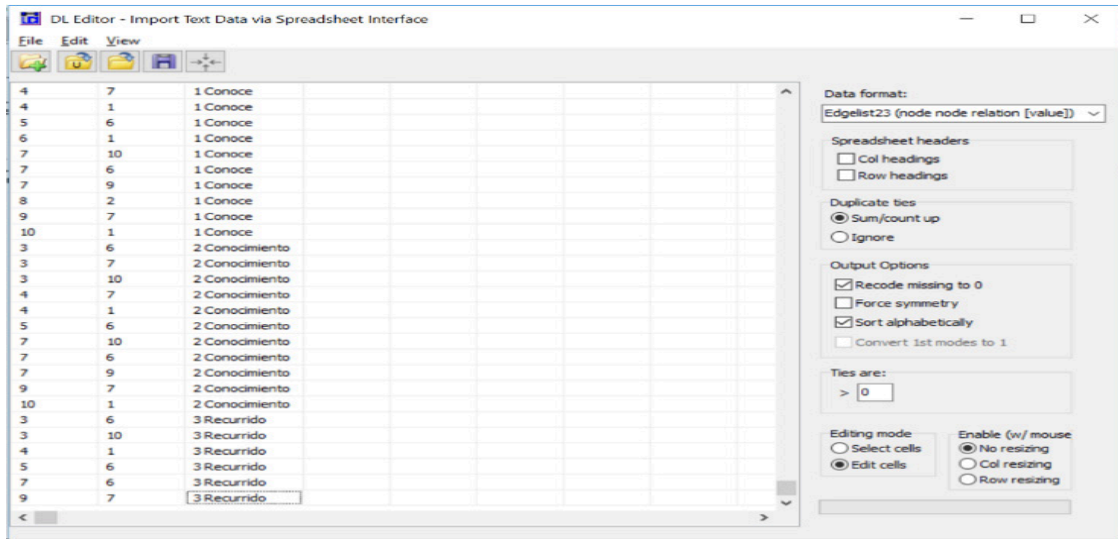 DL Editor - Import Text Data via Spreadsheet Interface
File Edit View
4 7 1 Conoce
4 1 1 Conoce
5 6 1 Conoce
6 1 1 Conoce
7 10 1 Conoce
7 6 1 Conoce
7 9 1 Conoce
8 2 1 Conoce
9 7 1 Conoce
10 1 1 Conoce
3 6 2 Conocimiento
3 7 2 Conocimiento
3 10 2 Conocimiento
4 7 2 Conocimiento
4 1 2 Conocimiento
5 6 2 Conocimiento
7 10 2 Conocimiento
7 6 2 Conocimiento
7 9 2 Conocimiento
9 7 2 Conocimiento
10 1 2 Conocimiento
3 6 3 Recurrido
3 10 3 Recurrido
4 1 3 Recurrido
5 6 3 Recurrido
7 6 3 Recurrido
9 7 3 Recurrido
Data format:
Edgelist23 (node node relation [value])
Spreadsheet headers
Col headings
Row headings
Duplicate ties
Sum/count up
Ignore
Output Options
Recode missing to 0
Force symmetry
Sort alphabetically
Convert 1st modes to 1
Ties are:
> 0
Editing mode
Select cells
Edit cells
Enable (w/ mouse
No resizing
Col resizing
Row resizing